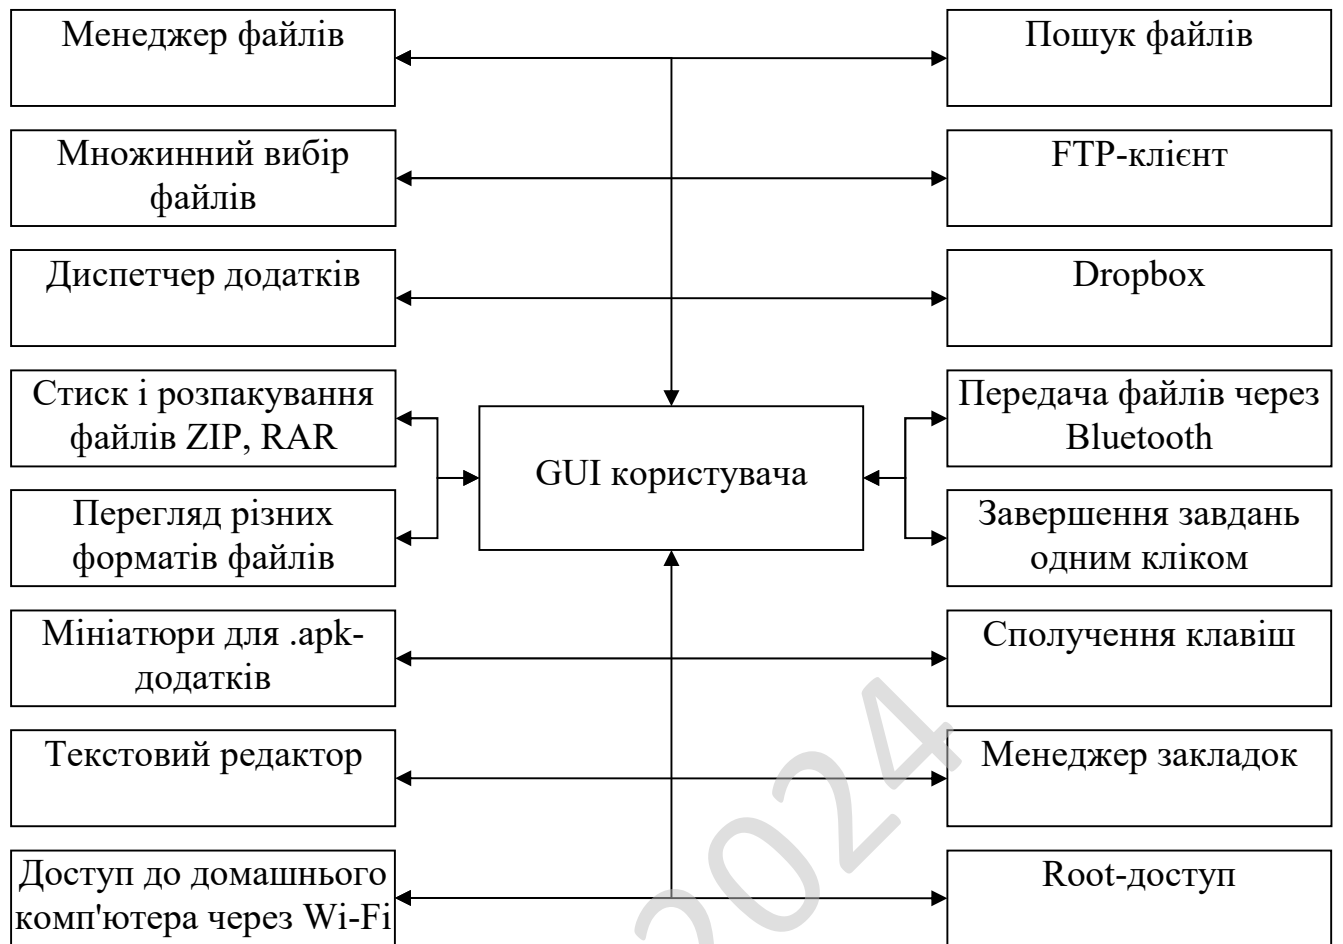 Менеджер файлів
Пошук файлів
Множинний вибір
файлів
FTP-клієнт
Диспетчер додатків
Dropbox
Стиск і розпакування
файлів ZIP, RAR
Передача файлів через
Bluetooth
GUI користувача
Перегляд різних
форматів файлів
Завершення завдань
одним кліком
Мініатюри для .apk-
додатків
Сполучення клавіш
Текстовий редактор
Менеджер закладок
Доступ до домашнього
комп'ютера через Wi-Fi
Root-доступ
2024